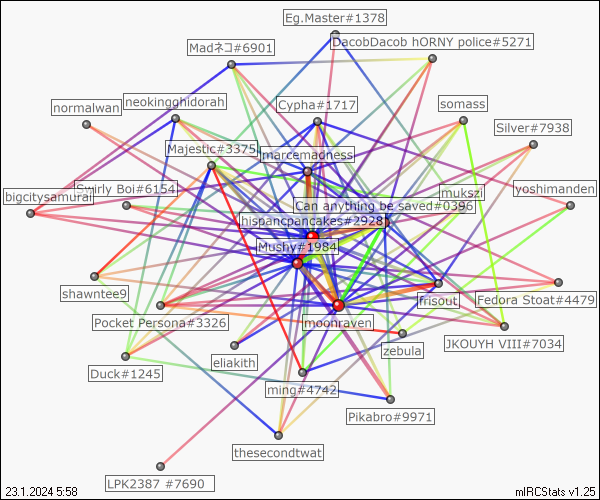 Eg.Master#1378
DacobDacob hORNY police#5271
Madネコ#6901
neokingghidorah
normalwan
Cypha#1717
somass
Silver#7938
Majestic#3375
marcemadness
Swirly Boi#6154
mukszi
yoshimanden
bigcitysamurai
Can anything be saved#0396
hispancpancakes#2928
Mushy#1984
shawntee9
frisout
Fedora Stoat#4479
Pocket Persona#3326
moonraven
JKOUYH VIII#7034
zebula
eliakith
Duck#1245
ming#4742
Pikabro#9971
thesecondtwat
LPK2387 #7690
23.1.2024 5:58
mIRCStats v1.25